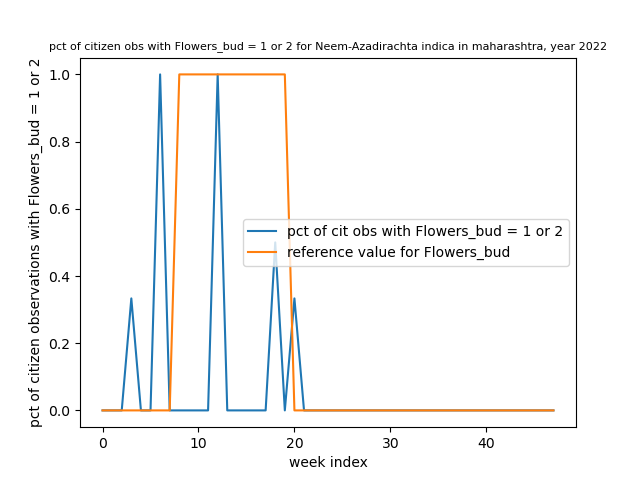 pct of citizen obs with Flowers_bud = 1 or 2 for Neem-Azadirachta indica in maharashtra, year 2022
pct of citizen observations with Flowers_bud = 1 or 2
1.0
0.8
0.6
0.4
0.2
0.0
pct of cit obs with Flowers_bud = 1 or 2
reference value for Flowers_bud
0 10 20 30 40
week index